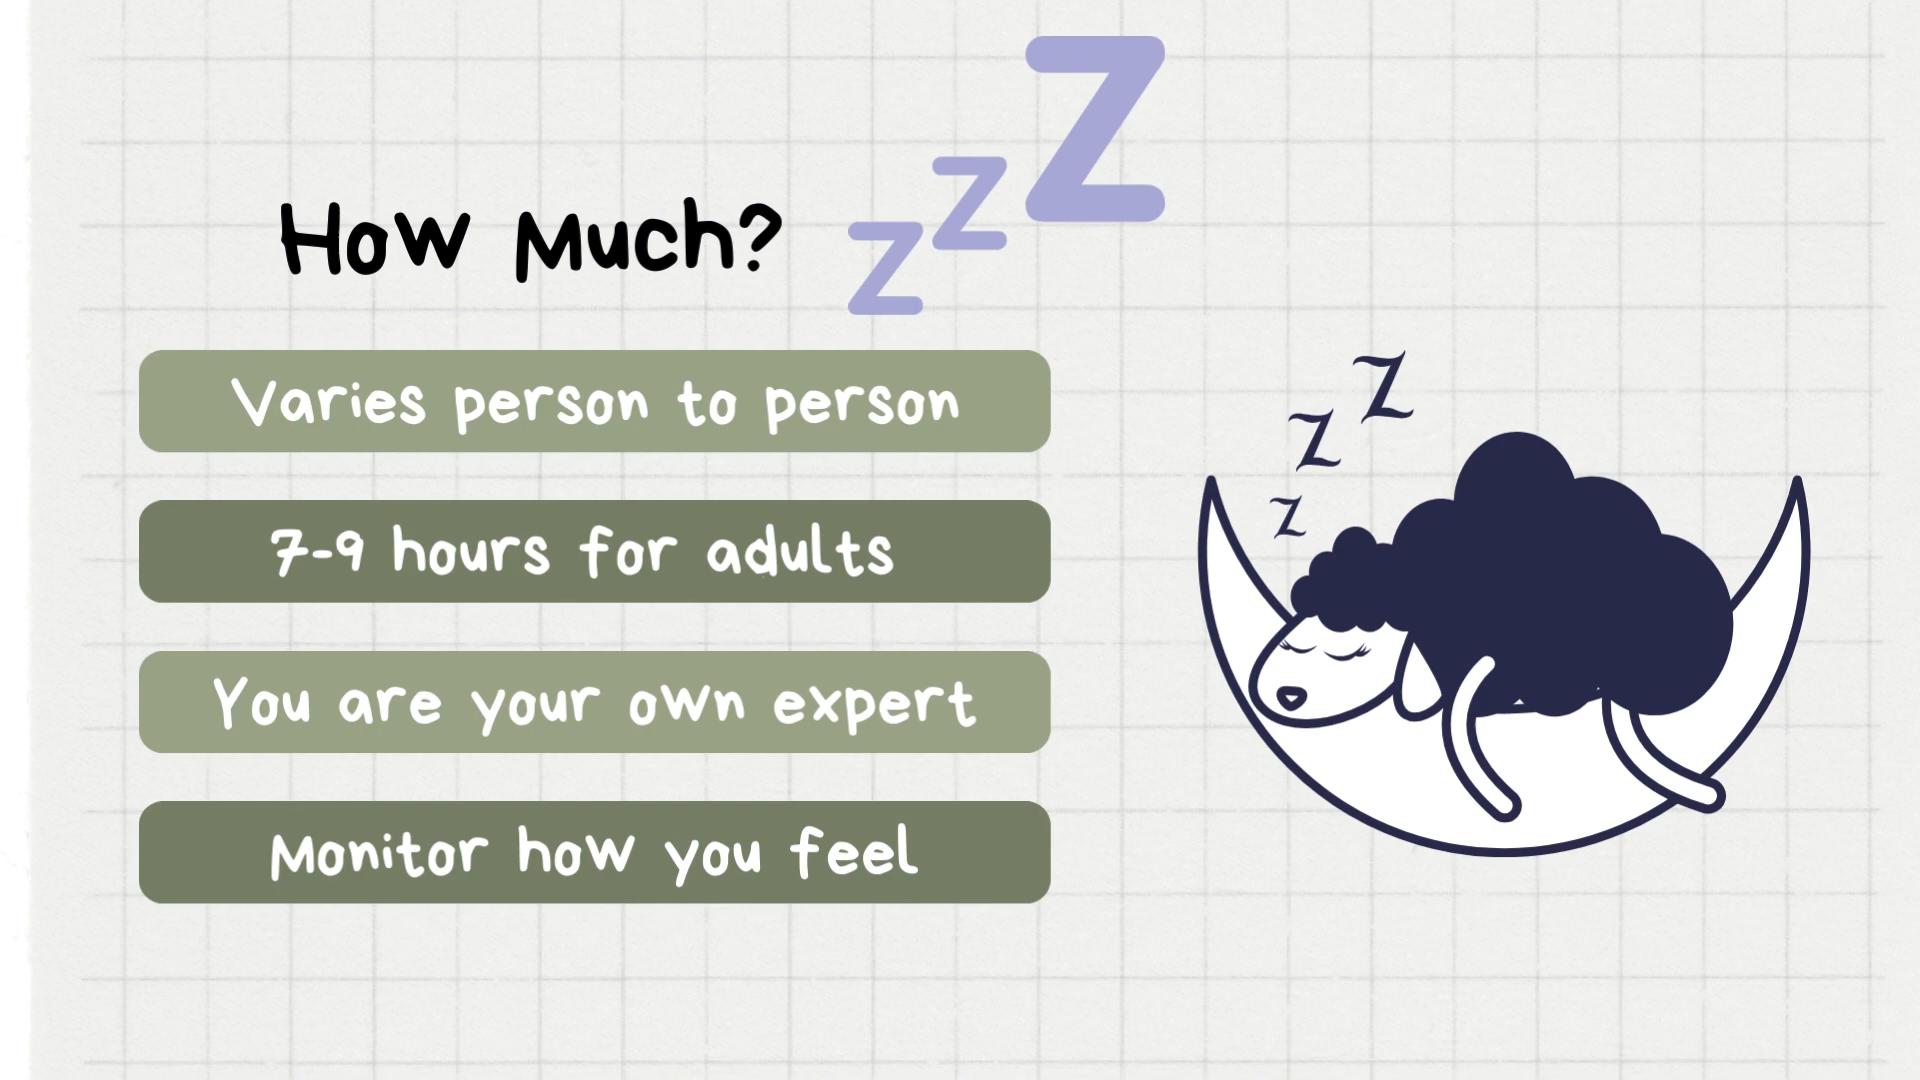 z z Z
How Much?
Varies person to person
7-9 hours for adults
You are your own expert
Monitor how you feel
z z z